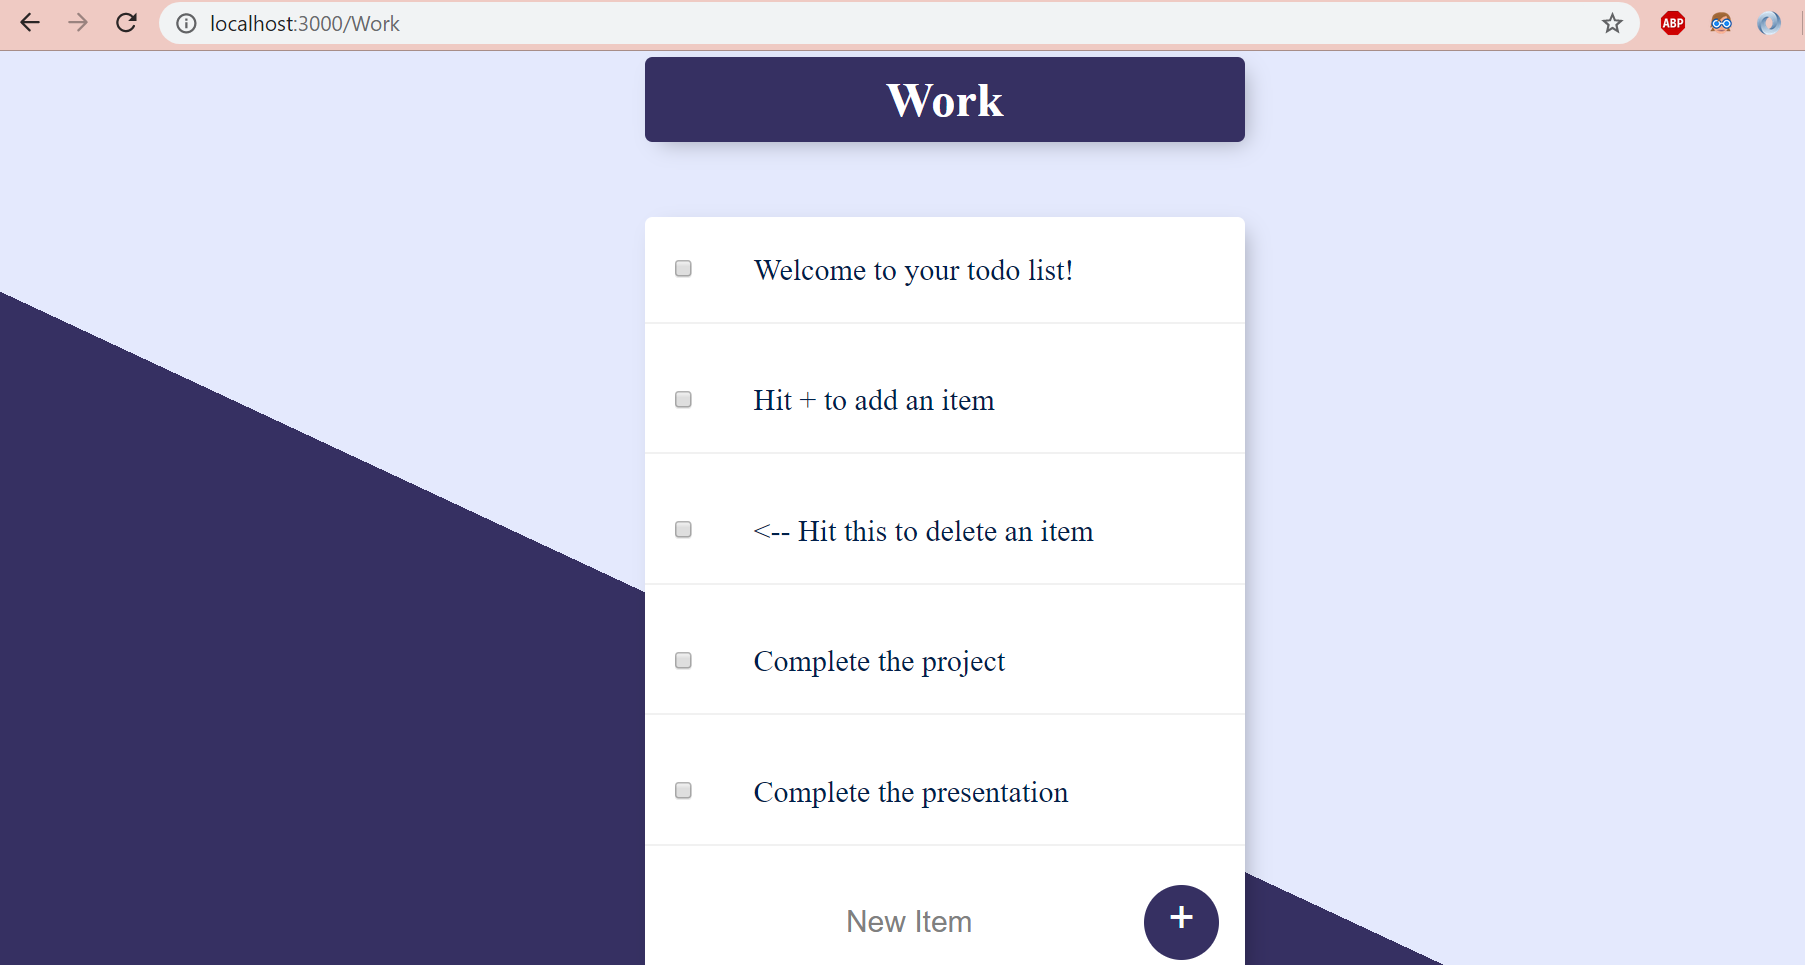 localhost:3000/Work
ABP
Work
Welcome to your todo list!
Hit + to add an item
<-- Hit this to delete an item
Complete the project
Complete the presentation
New Item
+